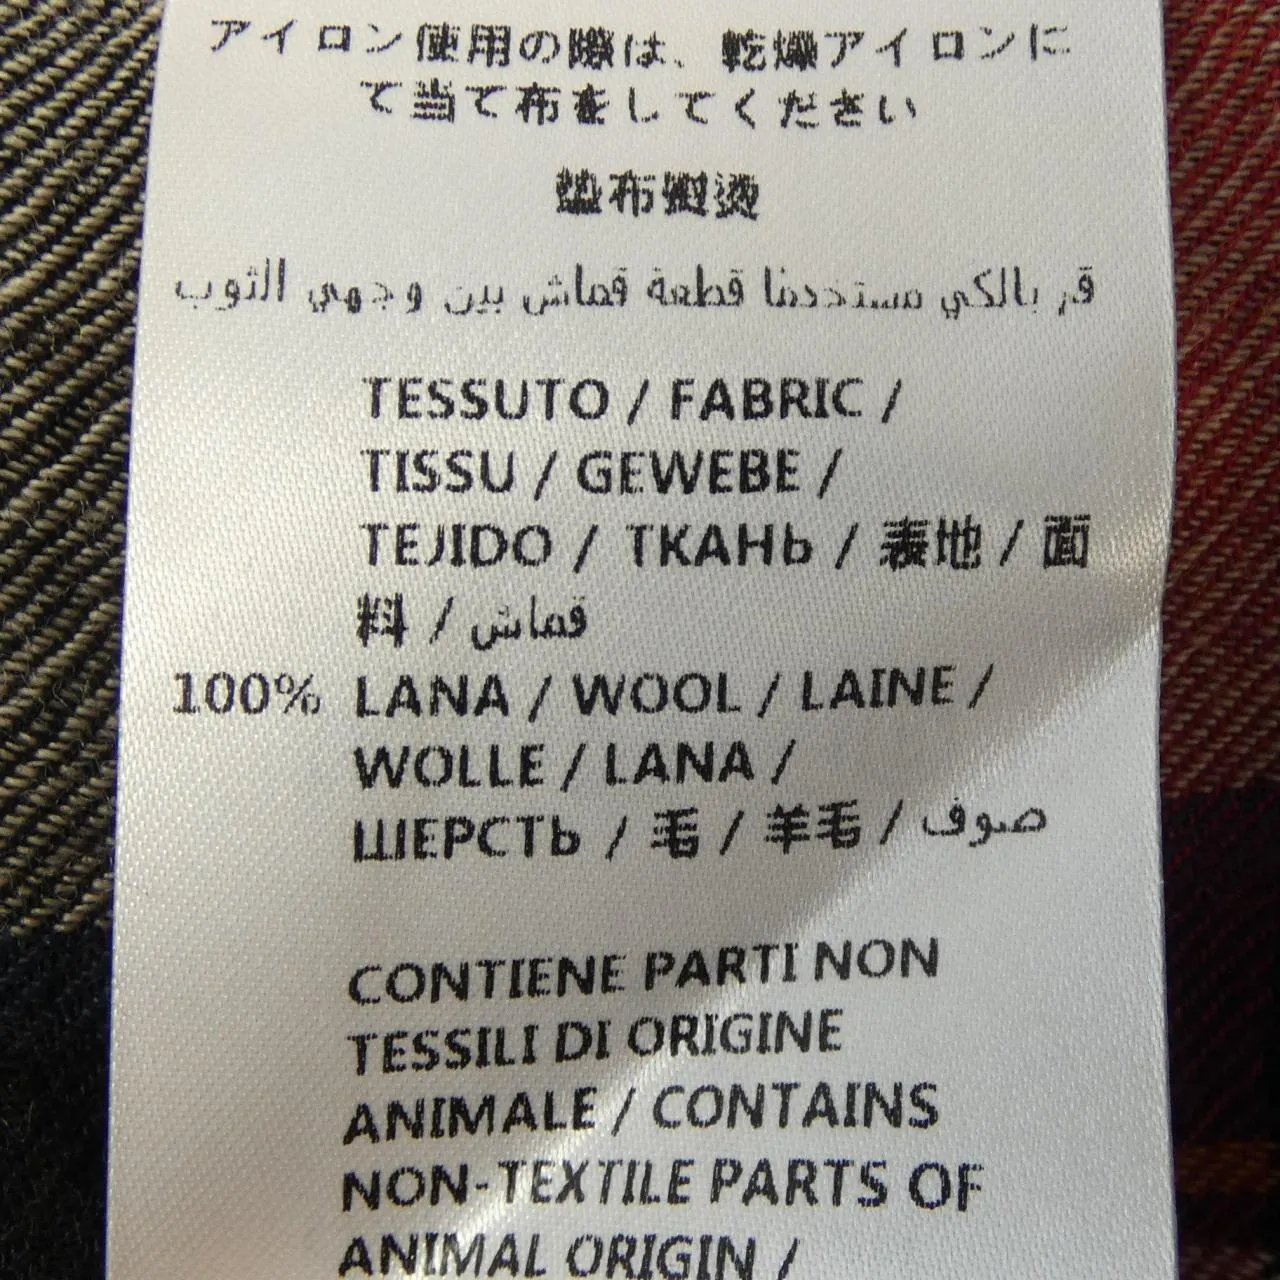 アイロン使用の際は、乾燥アイロンに
て当て布をしてください
垫布熨烫
قم بالكي مستخدمًا قطعة قماش بين وجهي الثوب
TESSUTO / FABRIC /
TISSU / GEWEBE /
TEJIDO / ТКАНЬ / 表地 / 面
料 / قماش
100% LANA / WOOL / LAINE /
WOLLE / LANA /
ШЕРСТЬ / 毛 / 羊毛 / صوف
CONTIENE PARTI NON
TESSILI DI ORIGINE
ANIMALE / CONTAINS
NON-TEXTILE PARTS OF
ANIMAL ORIGIN /